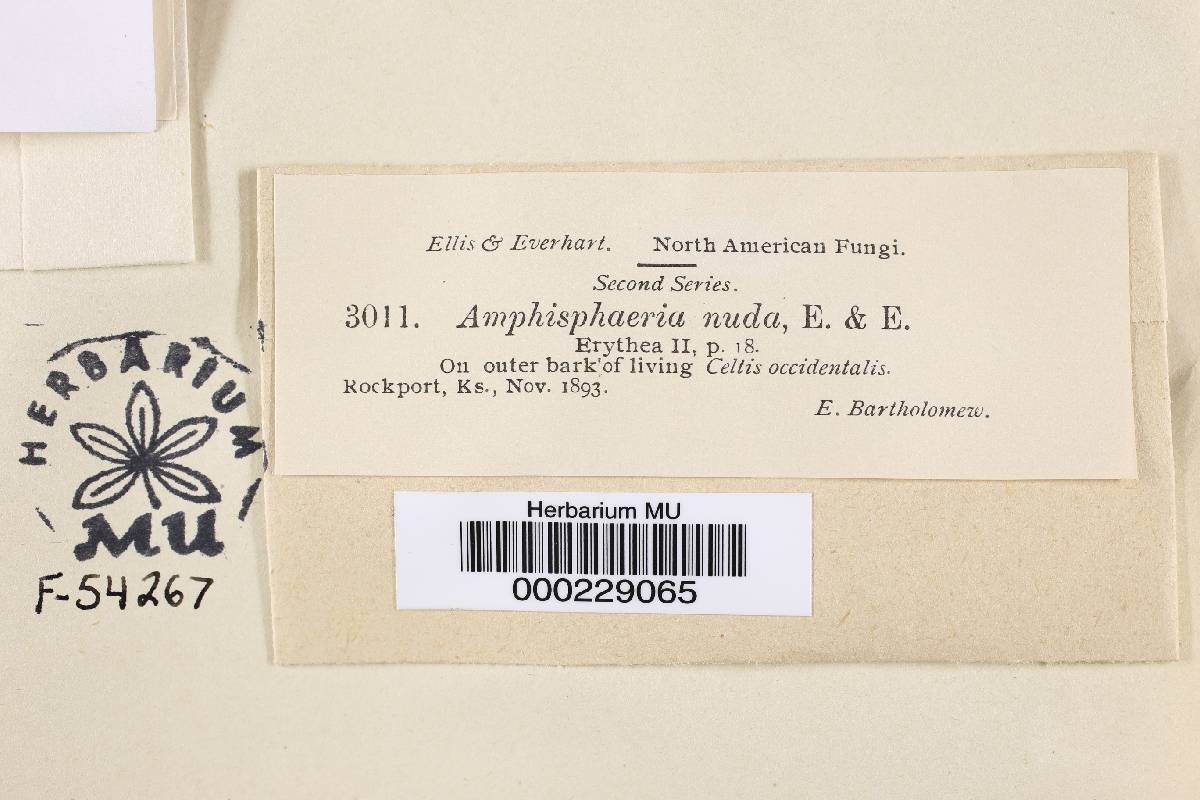 Ellis & Everhart. North American Fungi.
Second Series.
3011. Amphisphaeria nuda, E. & E.
Erythea II, p. 18.
On outer bark of living Celtis occidentalis.
Rockport, Ks., Nov. 1893.
E. Bartholomew.
HERBARIUM
MU
F-54267
Herbarium MU
000229065